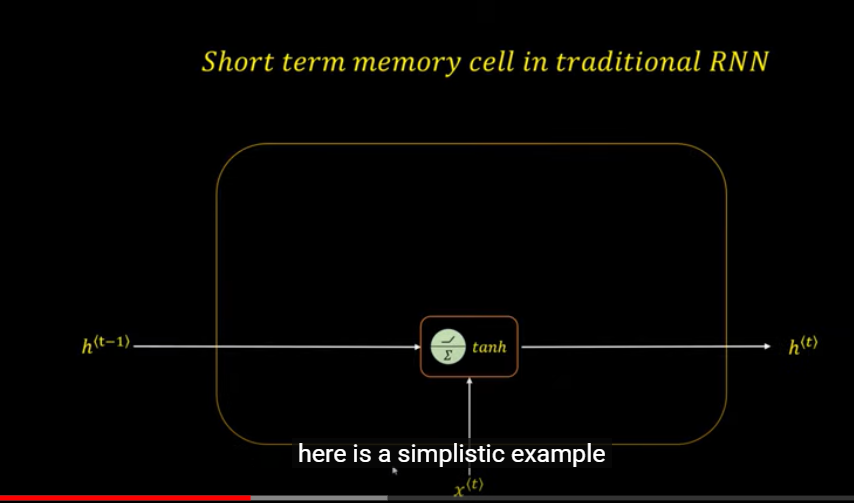 Short term memory cell in traditional RNN
h⟨t−1⟩
Σ
tanh
h⟨t⟩
here is a simplistic example
x⟨t⟩